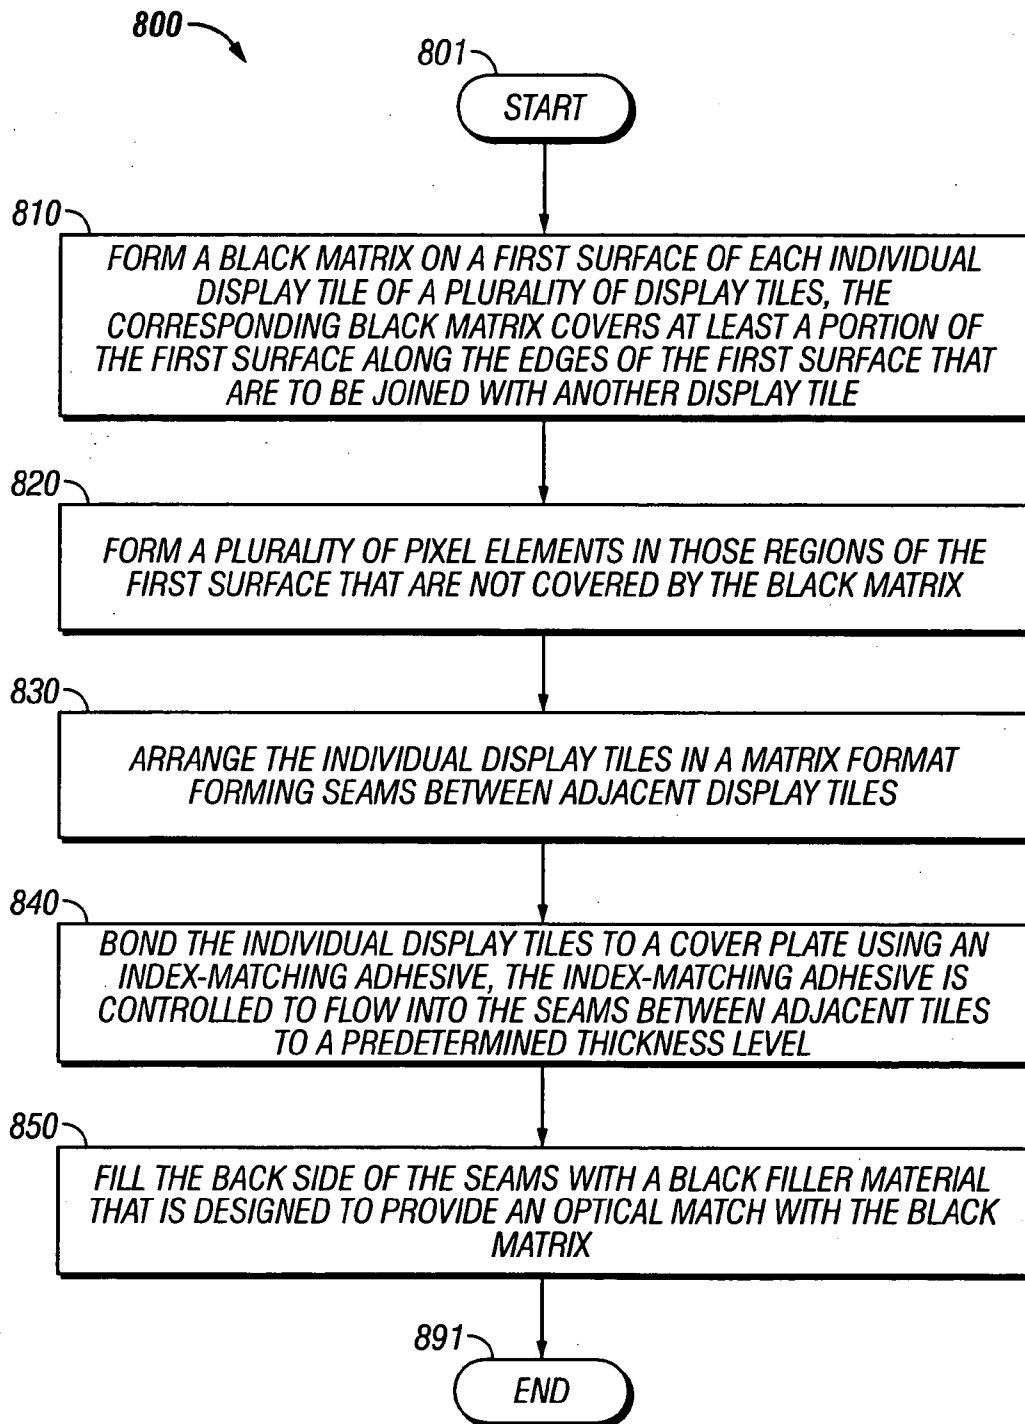 800
801
START
810
FORM A BLACK MATRIX ON A FIRST SURFACE OF EACH INDIVIDUAL
DISPLAY TILE OF A PLURALITY OF DISPLAY TILES, THE
CORRESPONDING BLACK MATRIX COVERS AT LEAST A PORTION OF
THE FIRST SURFACE ALONG THE EDGES OF THE FIRST SURFACE THAT
ARE TO BE JOINED WITH ANOTHER DISPLAY TILE
820
FORM A PLURALITY OF PIXEL ELEMENTS IN THOSE REGIONS OF THE
FIRST SURFACE THAT ARE NOT COVERED BY THE BLACK MATRIX
830
ARRANGE THE INDIVIDUAL DISPLAY TILES IN A MATRIX FORMAT
FORMING SEAMS BETWEEN ADJACENT DISPLAY TILES
840
BOND THE INDIVIDUAL DISPLAY TILES TO A COVER PLATE USING AN
INDEX-MATCHING ADHESIVE, THE INDEX-MATCHING ADHESIVE IS
CONTROLLED TO FLOW INTO THE SEAMS BETWEEN ADJACENT TILES
TO A PREDETERMINED THICKNESS LEVEL
850
FILL THE BACK SIDE OF THE SEAMS WITH A BLACK FILLER MATERIAL
THAT IS DESIGNED TO PROVIDE AN OPTICAL MATCH WITH THE BLACK
MATRIX
891
END